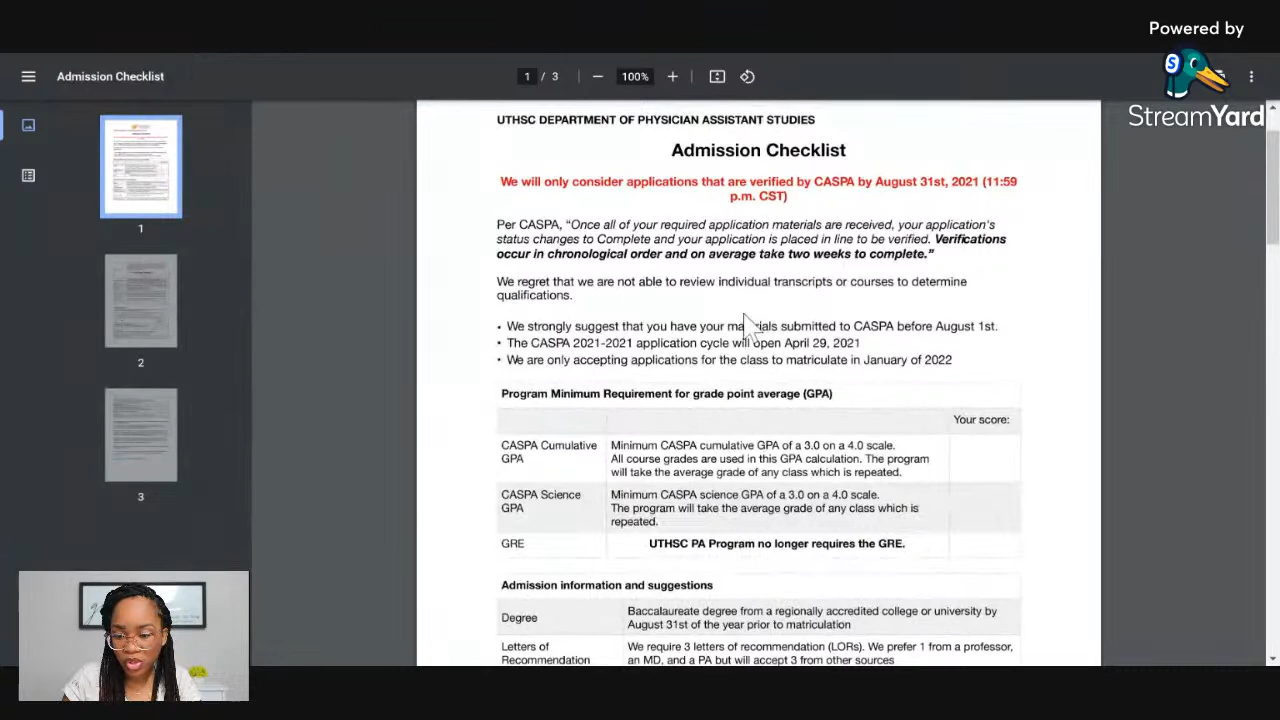 Powered by
StreamYard
Admission Checklist
1 / 3
100%
UTHSC DEPARTMENT OF PHYSICIAN ASSISTANT STUDIES
Admission Checklist
We will only consider applications that are verified by CASPA by August 31st, 2021 (11:59
p.m. CST)
Per CASPA, “Once all of your required application materials are received, your application's
status changes to Complete and your application is placed in line to be verified. Verifications
occur in chronological order and on average take two weeks to complete.”
We regret that we are not able to review individual transcripts or courses to determine
qualifications.
• We strongly suggest that you have your materials submitted to CASPA before August 1st.
• The CASPA 2021-2021 application cycle will open April 29, 2021
• We are only accepting applications for the class to matriculate in January of 2022
Program Minimum Requirement for grade point average (GPA)
Your score:
CASPA Cumulative
GPA
Minimum CASPA cumulative GPA of a 3.0 on a 4.0 scale.
All course grades are used in this GPA calculation. The program
will take the average grade of any class which is repeated.
CASPA Science
GPA
Minimum CASPA science GPA of a 3.0 on a 4.0 scale.
The program will take the average grade of any class which is
repeated.
GRE
UTHSC PA Program no longer requires the GRE.
Admission information and suggestions
Degree
Baccalaureate degree from a regionally accredited college or university by
August 31st of the year prior to matriculation
Letters of
Recommendation
We require 3 letters of recommendation (LORs). We prefer 1 from a professor,
an MD, and a PA but will accept 3 from other sources
1
2
3